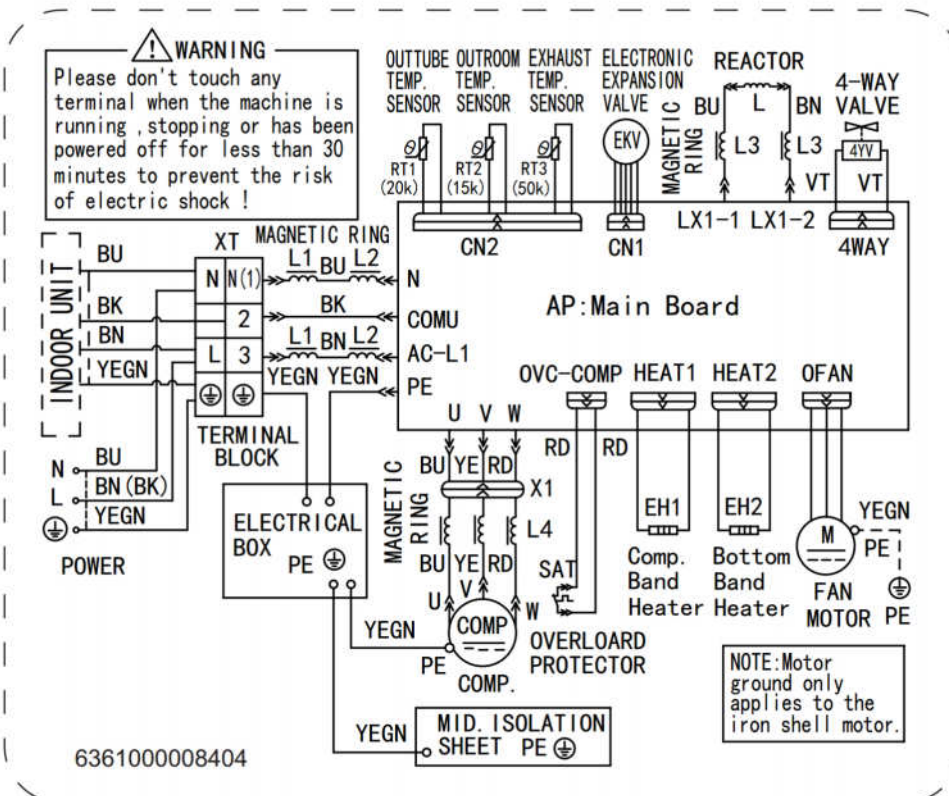 WARNING
Please don't touch any
terminal when the machine is
running ,stopping or has been
powered off for less than 30
minutes to prevent the risk
of electric shock !
OUTTUBE
TEMP.
SENSOR
OUTROOM
TEMP.
SENSOR
EXHAUST
TEMP.
SENSOR
ELECTRONIC
EXPANSION
VALVE
REACTOR
4-WAY
VALVE
BU
L
BN
MAGNETIC
RING
L3
L3
EKV
4YV
VT
VT
RT1
(20k)
RT2
(15k)
RT3
(50k)
CN2
CN1
LX1-1
LX1-2
4WAY
INDOOR UNIT
BU
BK
BN
YEGN
XT
N
N(1)
2
L
3
MAGNETIC RING
L1
BU
L2
BK
L1
BN
L2
YEGN
YEGN
N
COMU
AC-L1
PE
AP:Main Board
OVC-COMP
HEAT1
HEAT2
OFAN
U
V
W
TERMINAL
BLOCK
N
BU
L
BN(BK)
YEGN
POWER
ELECTRICAL
BOX
PE
MAGNETIC
RING
BU
YE
RD
X1
L4
BU
YE
RD
U
V
W
COMP
PE
COMP.
YEGN
RD
RD
SAT
OVERLOARD
PROTECTOR
EH1
Comp.
Band
Heater
EH2
Bottom
Band
Heater
M
FAN
MOTOR
YEGN
PE
PE
NOTE:Motor
ground only
applies to the
iron shell motor.
YEGN
MID. ISOLATION
SHEET PE
6361000008404